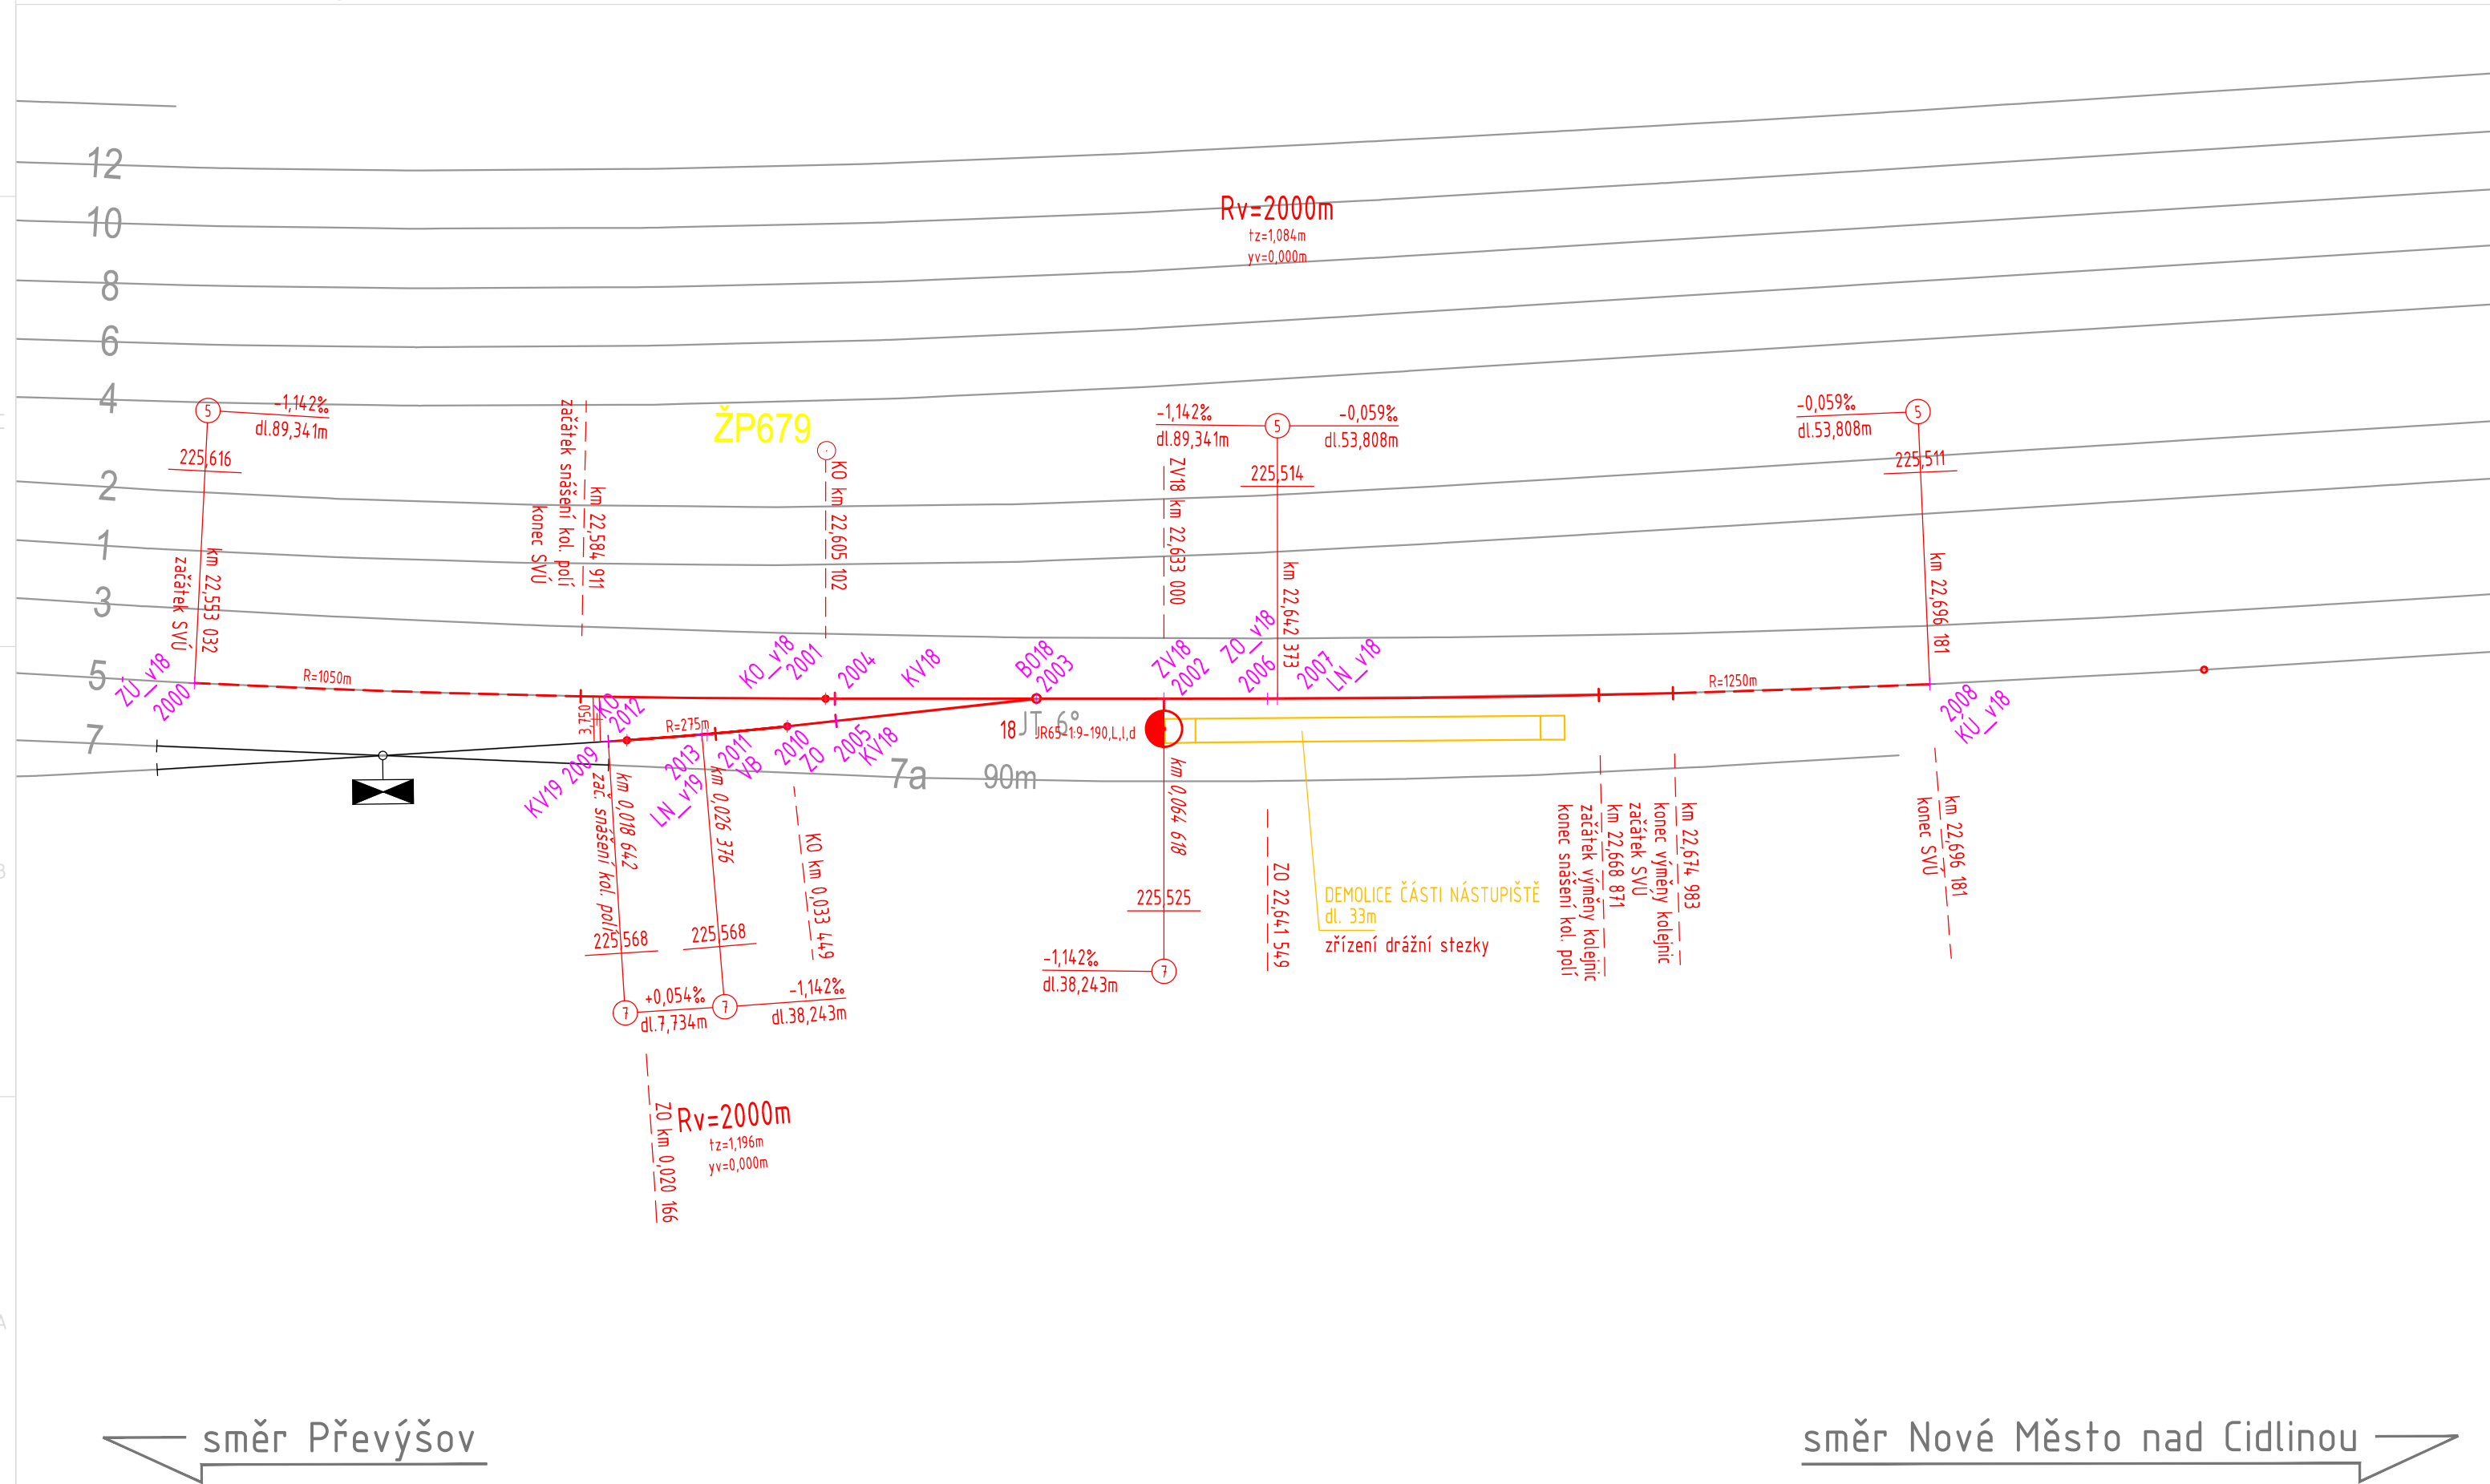 12
10
8
6
4
2
1
3
5
7
Rv=2000m
tz=1,084m
yv=0,000m
5
-1,142‰
dl.89,341m
225,616
km 22,553 032
začátek SVÚ
začátek snášení kol. polí
konec SVÚ
km 22,584 911
ŽP679
KO km 22,605 102
-1,142‰
dl.89,341m
5
-0,059‰
dl.53,808m
ZV18 km 22,633 000
225,514
km 22,642 373
-0,059‰
dl.53,808m
5
225,511
km 22,696 181
ZÚ_v18
2000
R=1050m
3,750
KO
2012
R=275m
KO_v18
2001
2004
KV18
BO18
2003
ZV18
2002
ZO_v18
2006
2007
LN_v18
R=1250m
2008
KÚ_v18
18
JT 6°
JR65-1:9-190,L,l,d
KV19 2009
2013
LN_v19
2011
VB
2010
ZO
2005
KV18
7a
90m
zač. snášení kol. polí
km 0,018 642
km 0,026 376
KO km 0,033 449
km 0,064 618
ZO 22,641 549
225,568
225,568
225,525
7
+0,054‰
dl.7,734m
7
-1,142‰
dl.38,243m
-1,142‰
dl.38,243m
7
DEMOLICE ČÁSTI NÁSTUPIŠTĚ
dl. 33m
zřízení drážní stezky
km 22,668 871
začátek výměny kolejnic
konec snášení kol. polí
km 22,674 983
konec výměny kolejnic
začátek SVÚ
km 22,696 181
konec SVÚ
ZO km 0,020 166
Rv=2000m
tz=1,196m
yv=0,000m
směr Převýšov
směr Nové Město nad Cidlinou